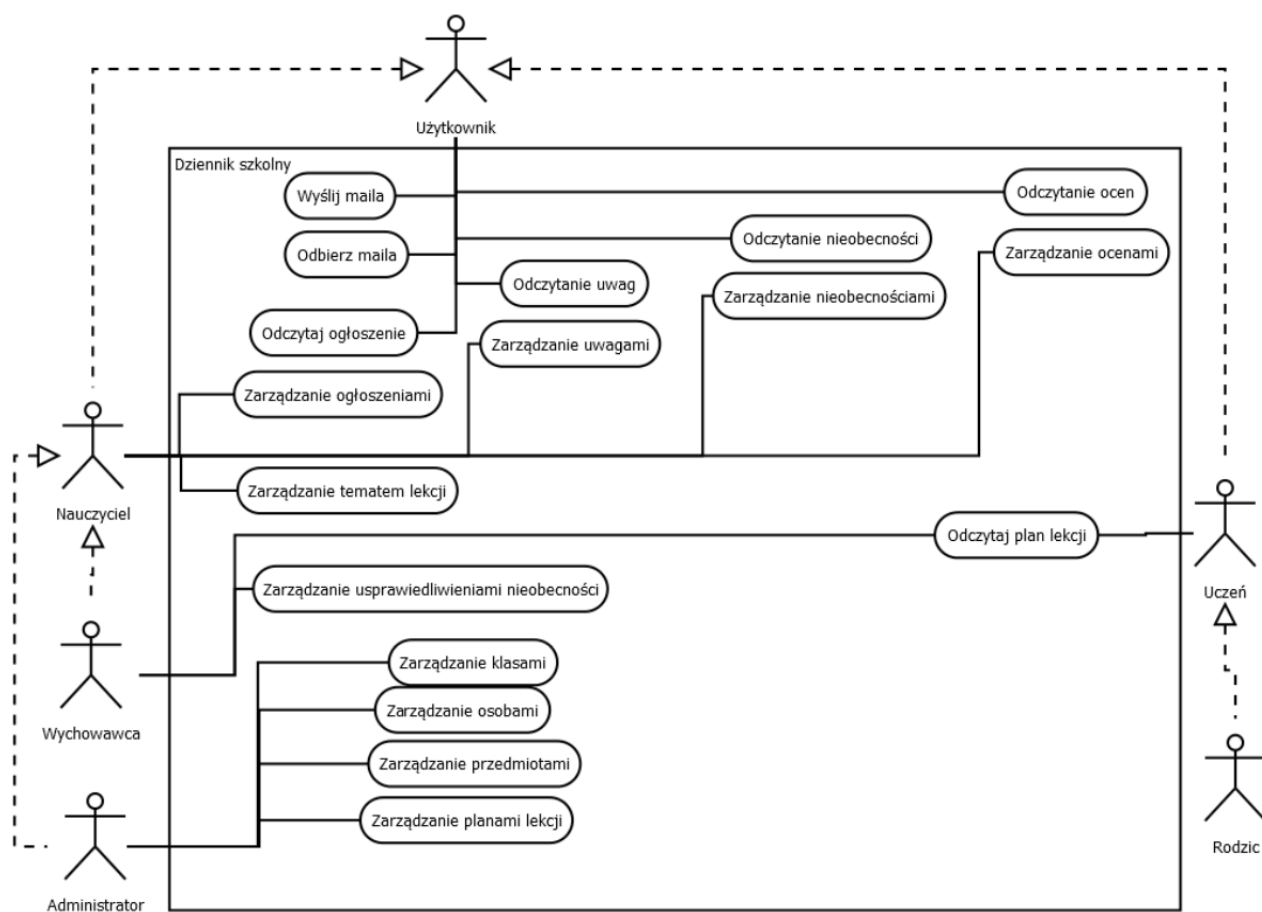 Użytkownik
Dziennik szkolny
Wyślij maila
Odczytanie ocen
Odczytanie nieobecności
Odbierz maila
Zarządzanie ocenami
Odczytanie uwag
Zarządzanie nieobecnościami
Odczytaj ogłoszenie
Zarządzanie uwagami
Zarządzanie ogłoszeniami
Zarządzanie tematem lekcji
Nauczyciel
Odczytaj plan lekcji
Zarządzanie usprawiedliwieniami nieobecności
Uczeń
Zarządzanie klasami
Zarządzanie osobami
Wychowawca
Zarządzanie przedmiotami
Zarządzanie planami lekcji
Rodzic
Administrator